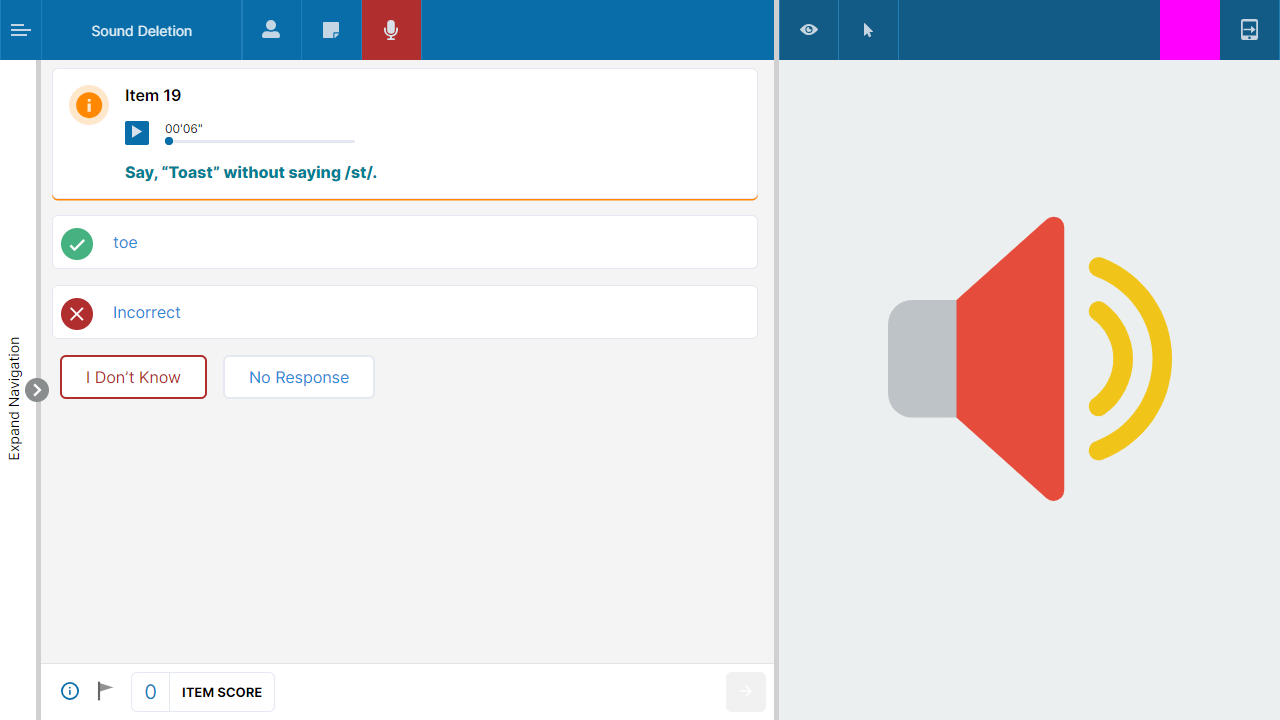 Sound Deletion
Item 19
00'06"
Say, “Toast” without saying /st/.
toe
Incorrect
I Don't Know
No Response
Expand Navigation
0
ITEM SCORE